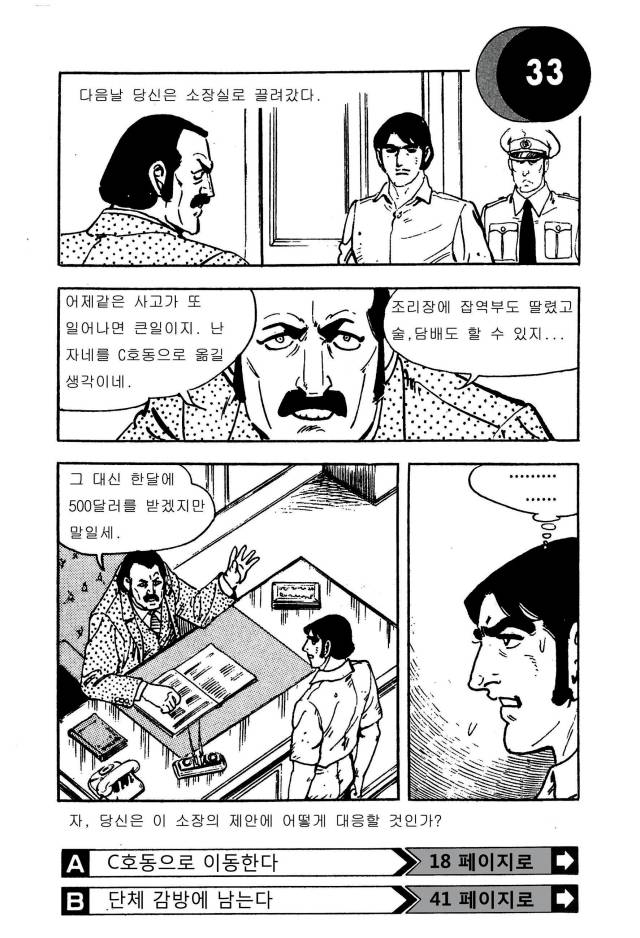 33
다음날 당신은 소장실로 끌려갔다.
어제같은 사고가 또
일어나면 큰일이지. 난
자네를 C호동으로 옮길
생각이네.
조리장에 잡역부도 딸렸고
술,담배도 할 수 있지...
그 대신 한달에
500달러를 받겠지만
말일세.
.........
......
자, 당신은 이 소장의 제안에 어떻게 대응할 것인가?
A C호동으로 이동한다 18 페이지로
B 단체 감방에 남는다 41 페이지로